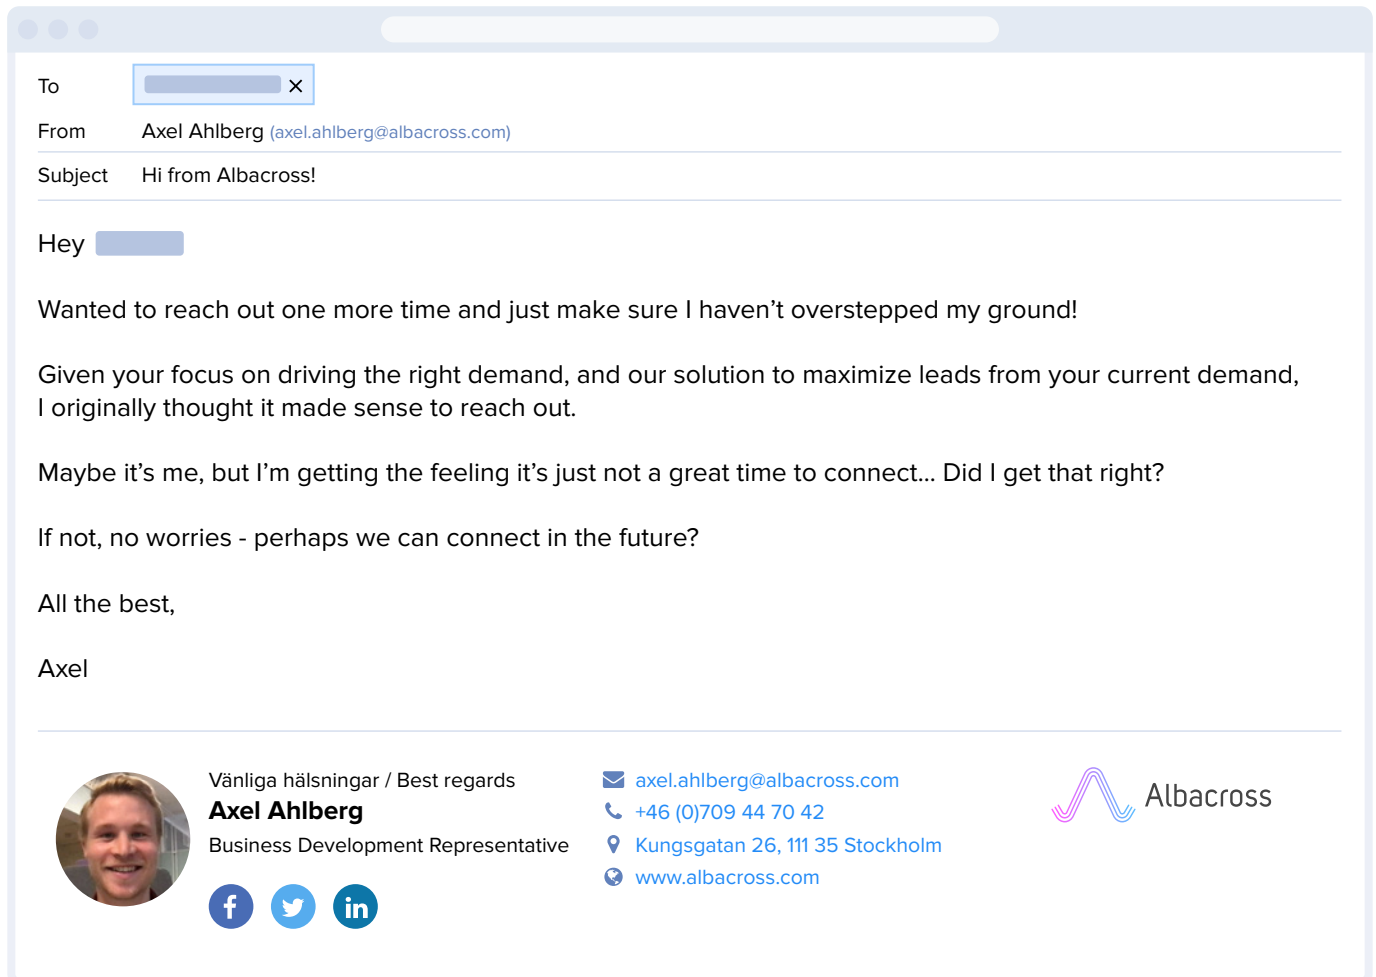 To
From Axel Ahlberg (axel.ahlberg@albacross.com)
Subject Hi from Albacross!
Hey
Wanted to reach out one more time and just make sure I haven’t overstepped my ground!
Given your focus on driving the right demand, and our solution to maximize leads from your current demand,
I originally thought it made sense to reach out.
Maybe it’s me, but I’m getting the feeling it’s just not a great time to connect... Did I get that right?
If not, no worries - perhaps we can connect in the future?
All the best,
Axel
Vänliga hälsningar / Best regards
Axel Ahlberg
Business Development Representative
axel.ahlberg@albacross.com
+46 (0)709 44 70 42
Kungsgatan 26, 111 35 Stockholm
www.albacross.com
Albacross